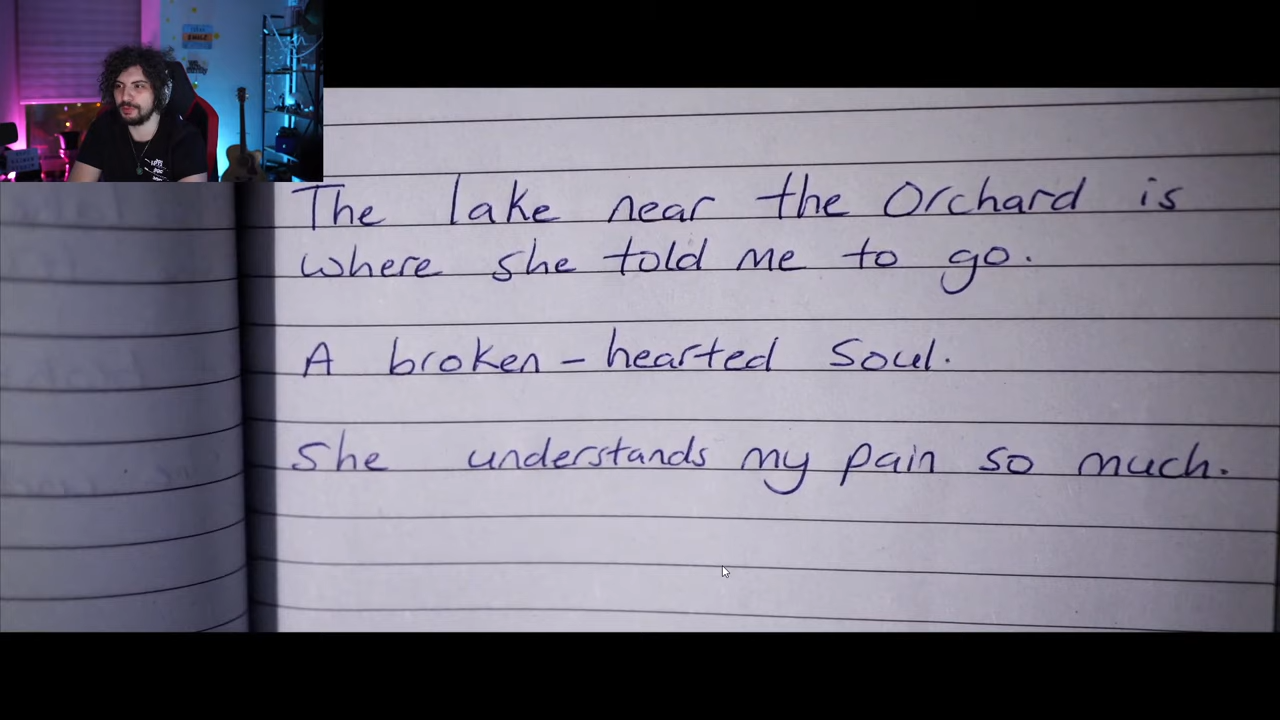 The lake near the Orchard is
where she told me to go.
A broken-hearted Soul.
She understands my pain so much.